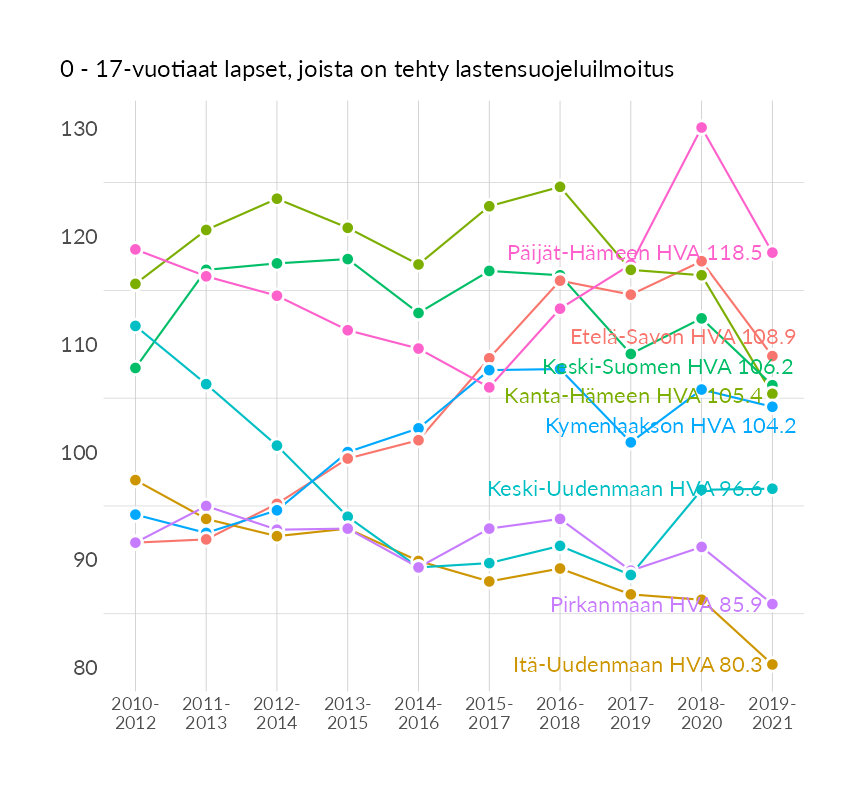 0 - 17-vuotiaat lapset, joista on tehty lastensuojeluilmoitus
130
120
110
100
90
80
Päijät-Hämeen HVA 118.5
Etelä-Savon HVA 108.9
Keski-Suomen HVA 106.2
Kanta-Hämeen HVA 105.4
Kymenlaakson HVA 104.2
Keski-Uudenmaan HVA 96.6
Pirkanmaan HVA 85.9
Itä-Uudenmaan HVA 80.3
2010-2012
2011-2013
2012-2014
2013-2015
2014-2016
2015-2017
2016-2018
2017-2019
2018-2020
2019-2021